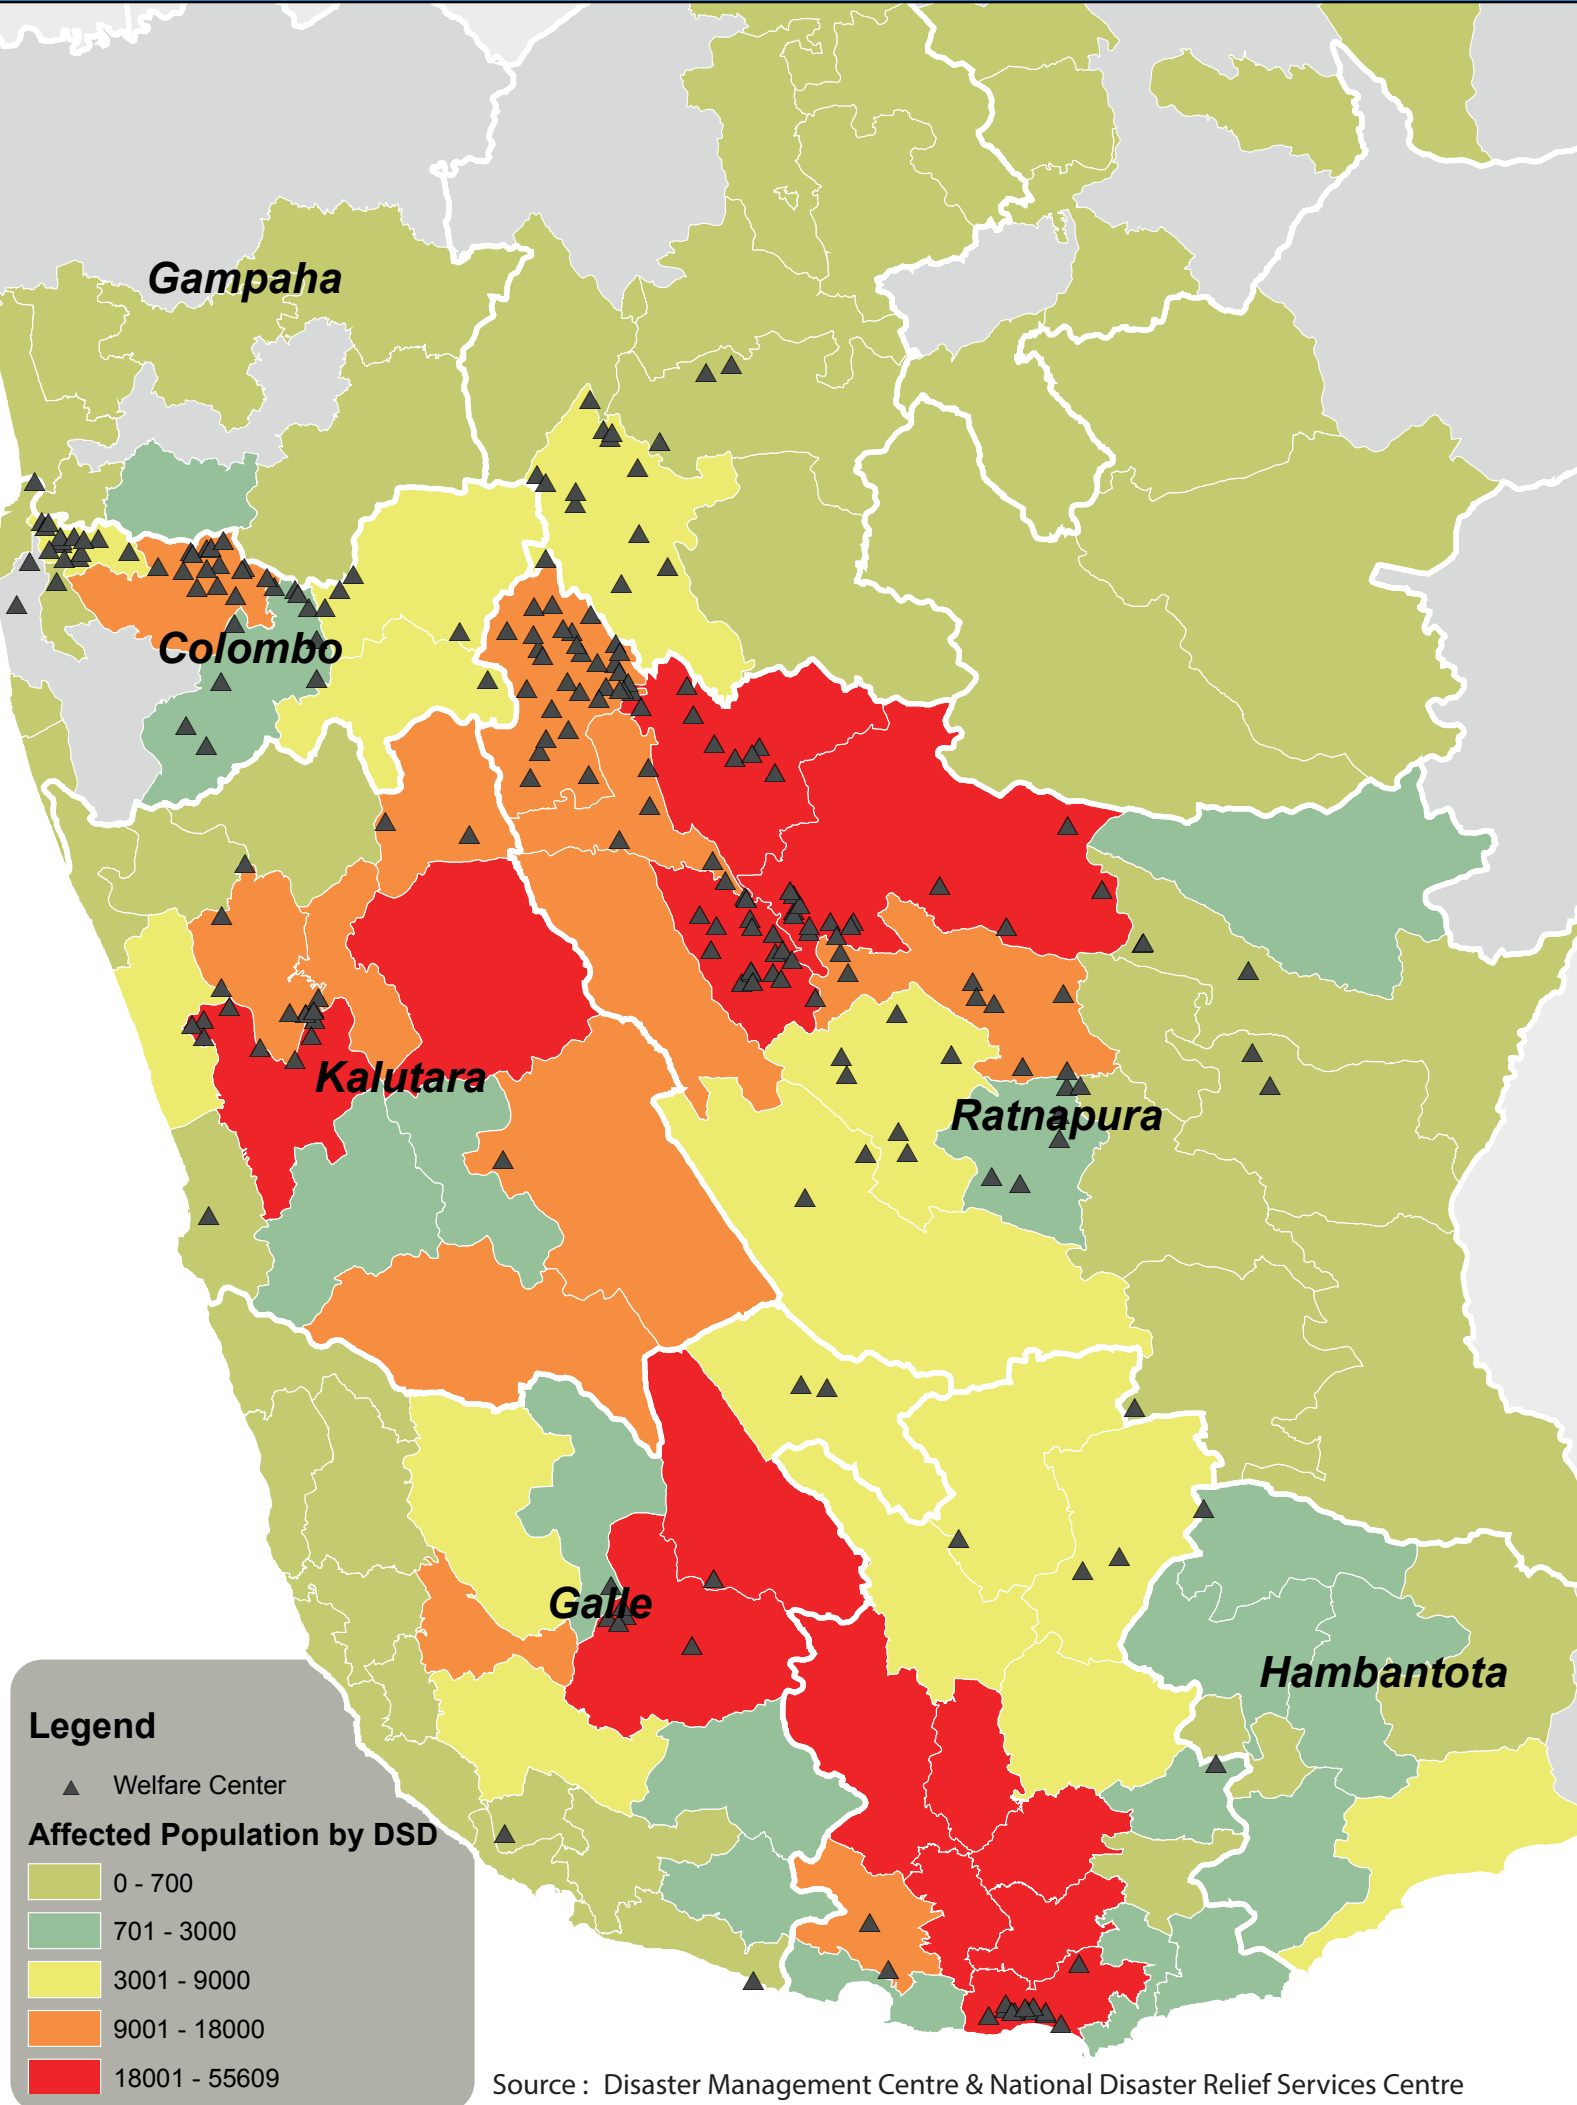 Gampaha
Colombo
Kalutara
Ratnapura
Galle
Hambantota
Legend
Welfare Center
Affected Population by DSD
0 - 700
701 - 3000
3001 - 9000
9001 - 18000
18001 - 55609
Source : Disaster Management Centre & National Disaster Relief Services Centre